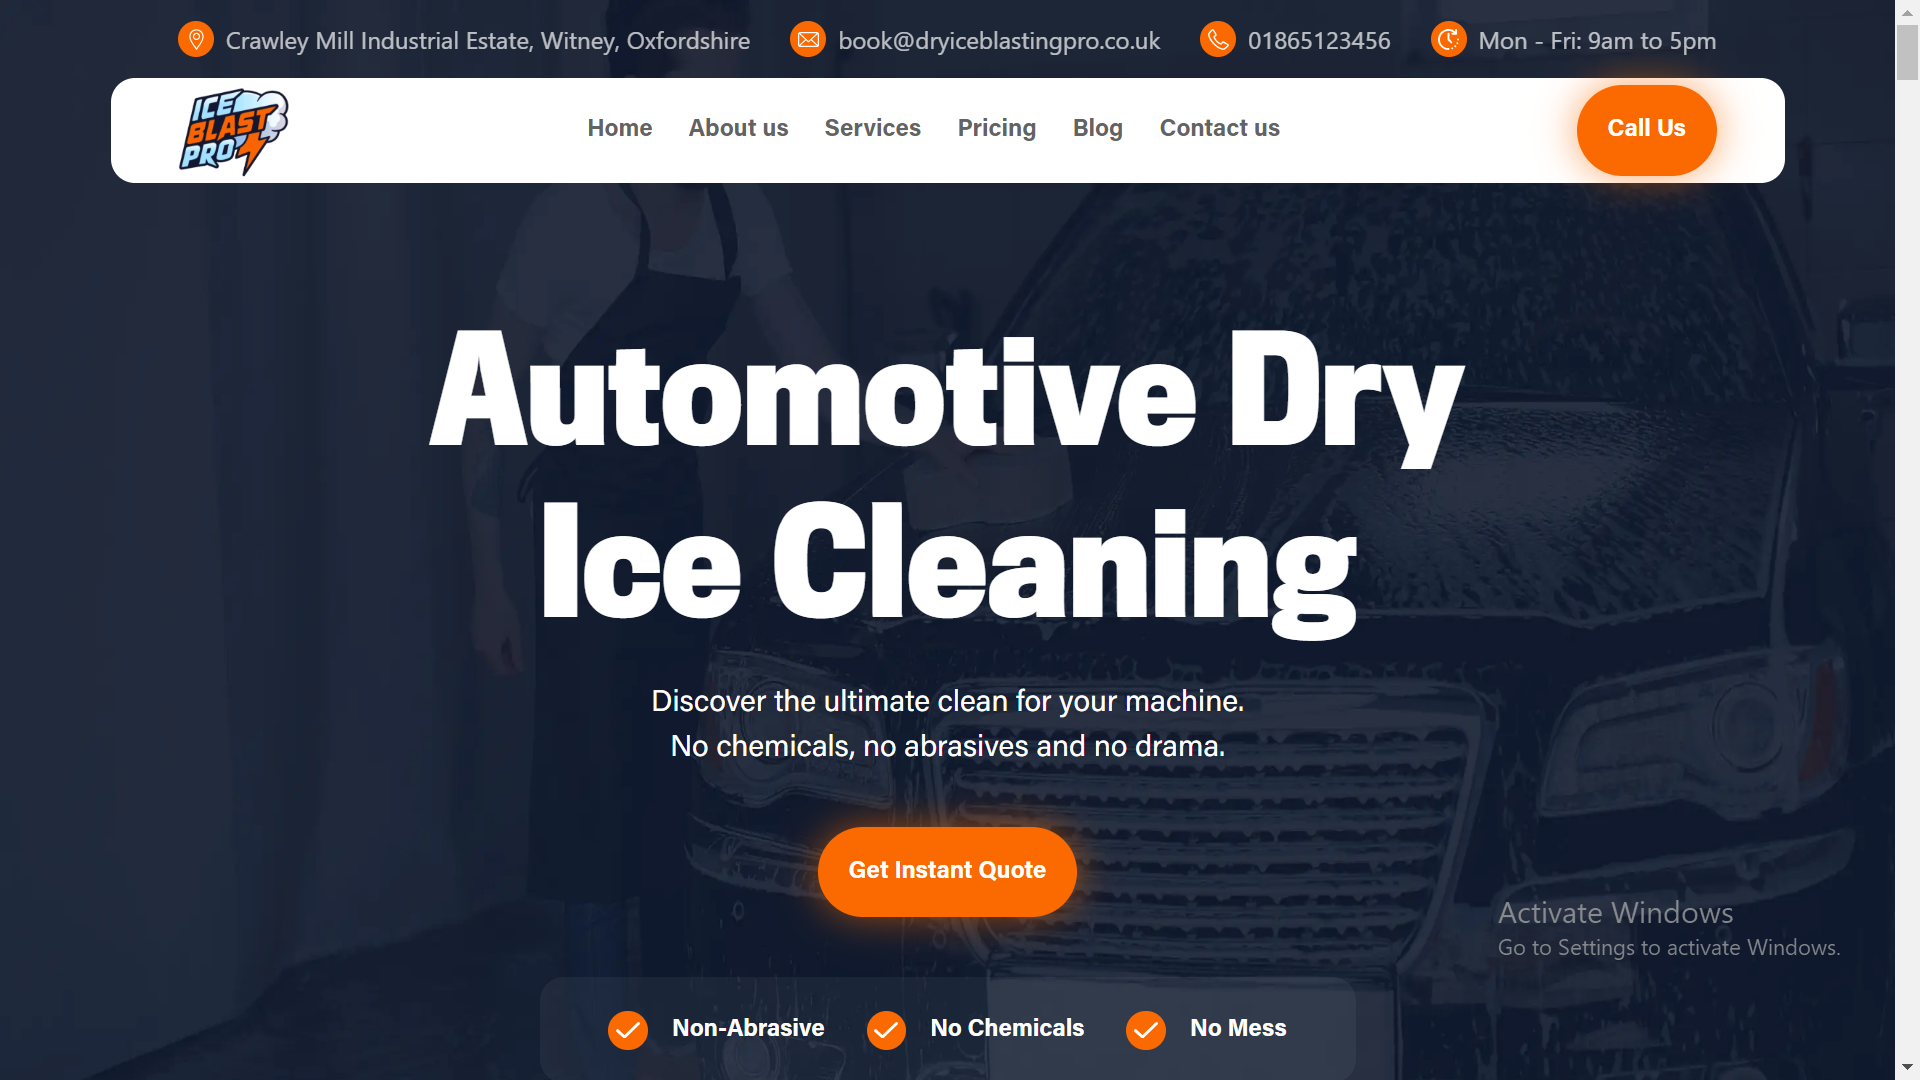 Crawley Mill Industrial Estate, Witney, Oxfordshire
book@dryiceblastingpro.co.uk
01865123456
Mon - Fri: 9am to 5pm
ICE
BLAST
PRO
Home
About us
Services
Pricing
Blog
Contact us
Call Us
Automotive Dry
Ice Cleaning
Discover the ultimate clean for your machine.
No chemicals, no abrasives and no drama.
Get Instant Quote
Activate Windows
Go to Settings to activate Windows.
Non-Abrasive
No Chemicals
No Mess